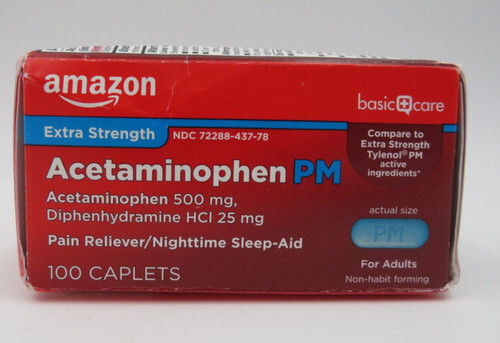 amazon
basic care
Extra Strength
NDC 72288-437-78
Acetaminophen PM
Acetaminophen 500 mg,
Diphenhydramine HCl 25 mg
Pain Reliever/Nighttime Sleep-Aid
100 CAPLETS
Compare to
Extra Strength
Tylenol® PM
active
ingredients*
actual size
PM
For Adults
Non-habit forming